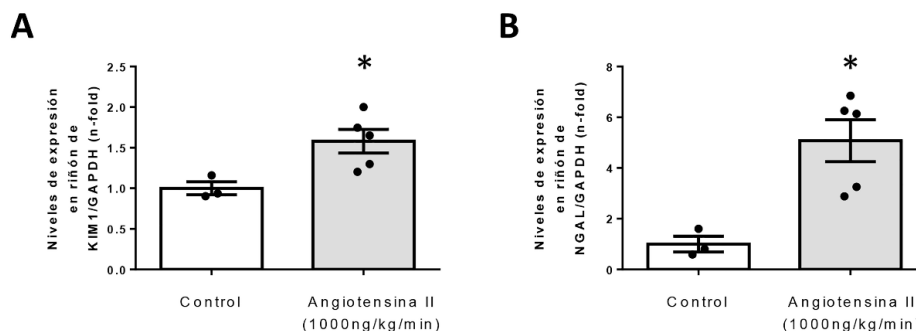 A
Niveles de expresión
en riñón de
KIM1/GAPDH (n-fold)
2.5
2.0
1.5
1.0
0.5
0.0
*
Control
Angiotensina II
(1000ng/kg/min)
B
Niveles de expresión
en riñón de
NGAL/GAPDH (n-fold)
8
6
4
2
0
*
Control
Angiotensina II
(1000ng/kg/min)